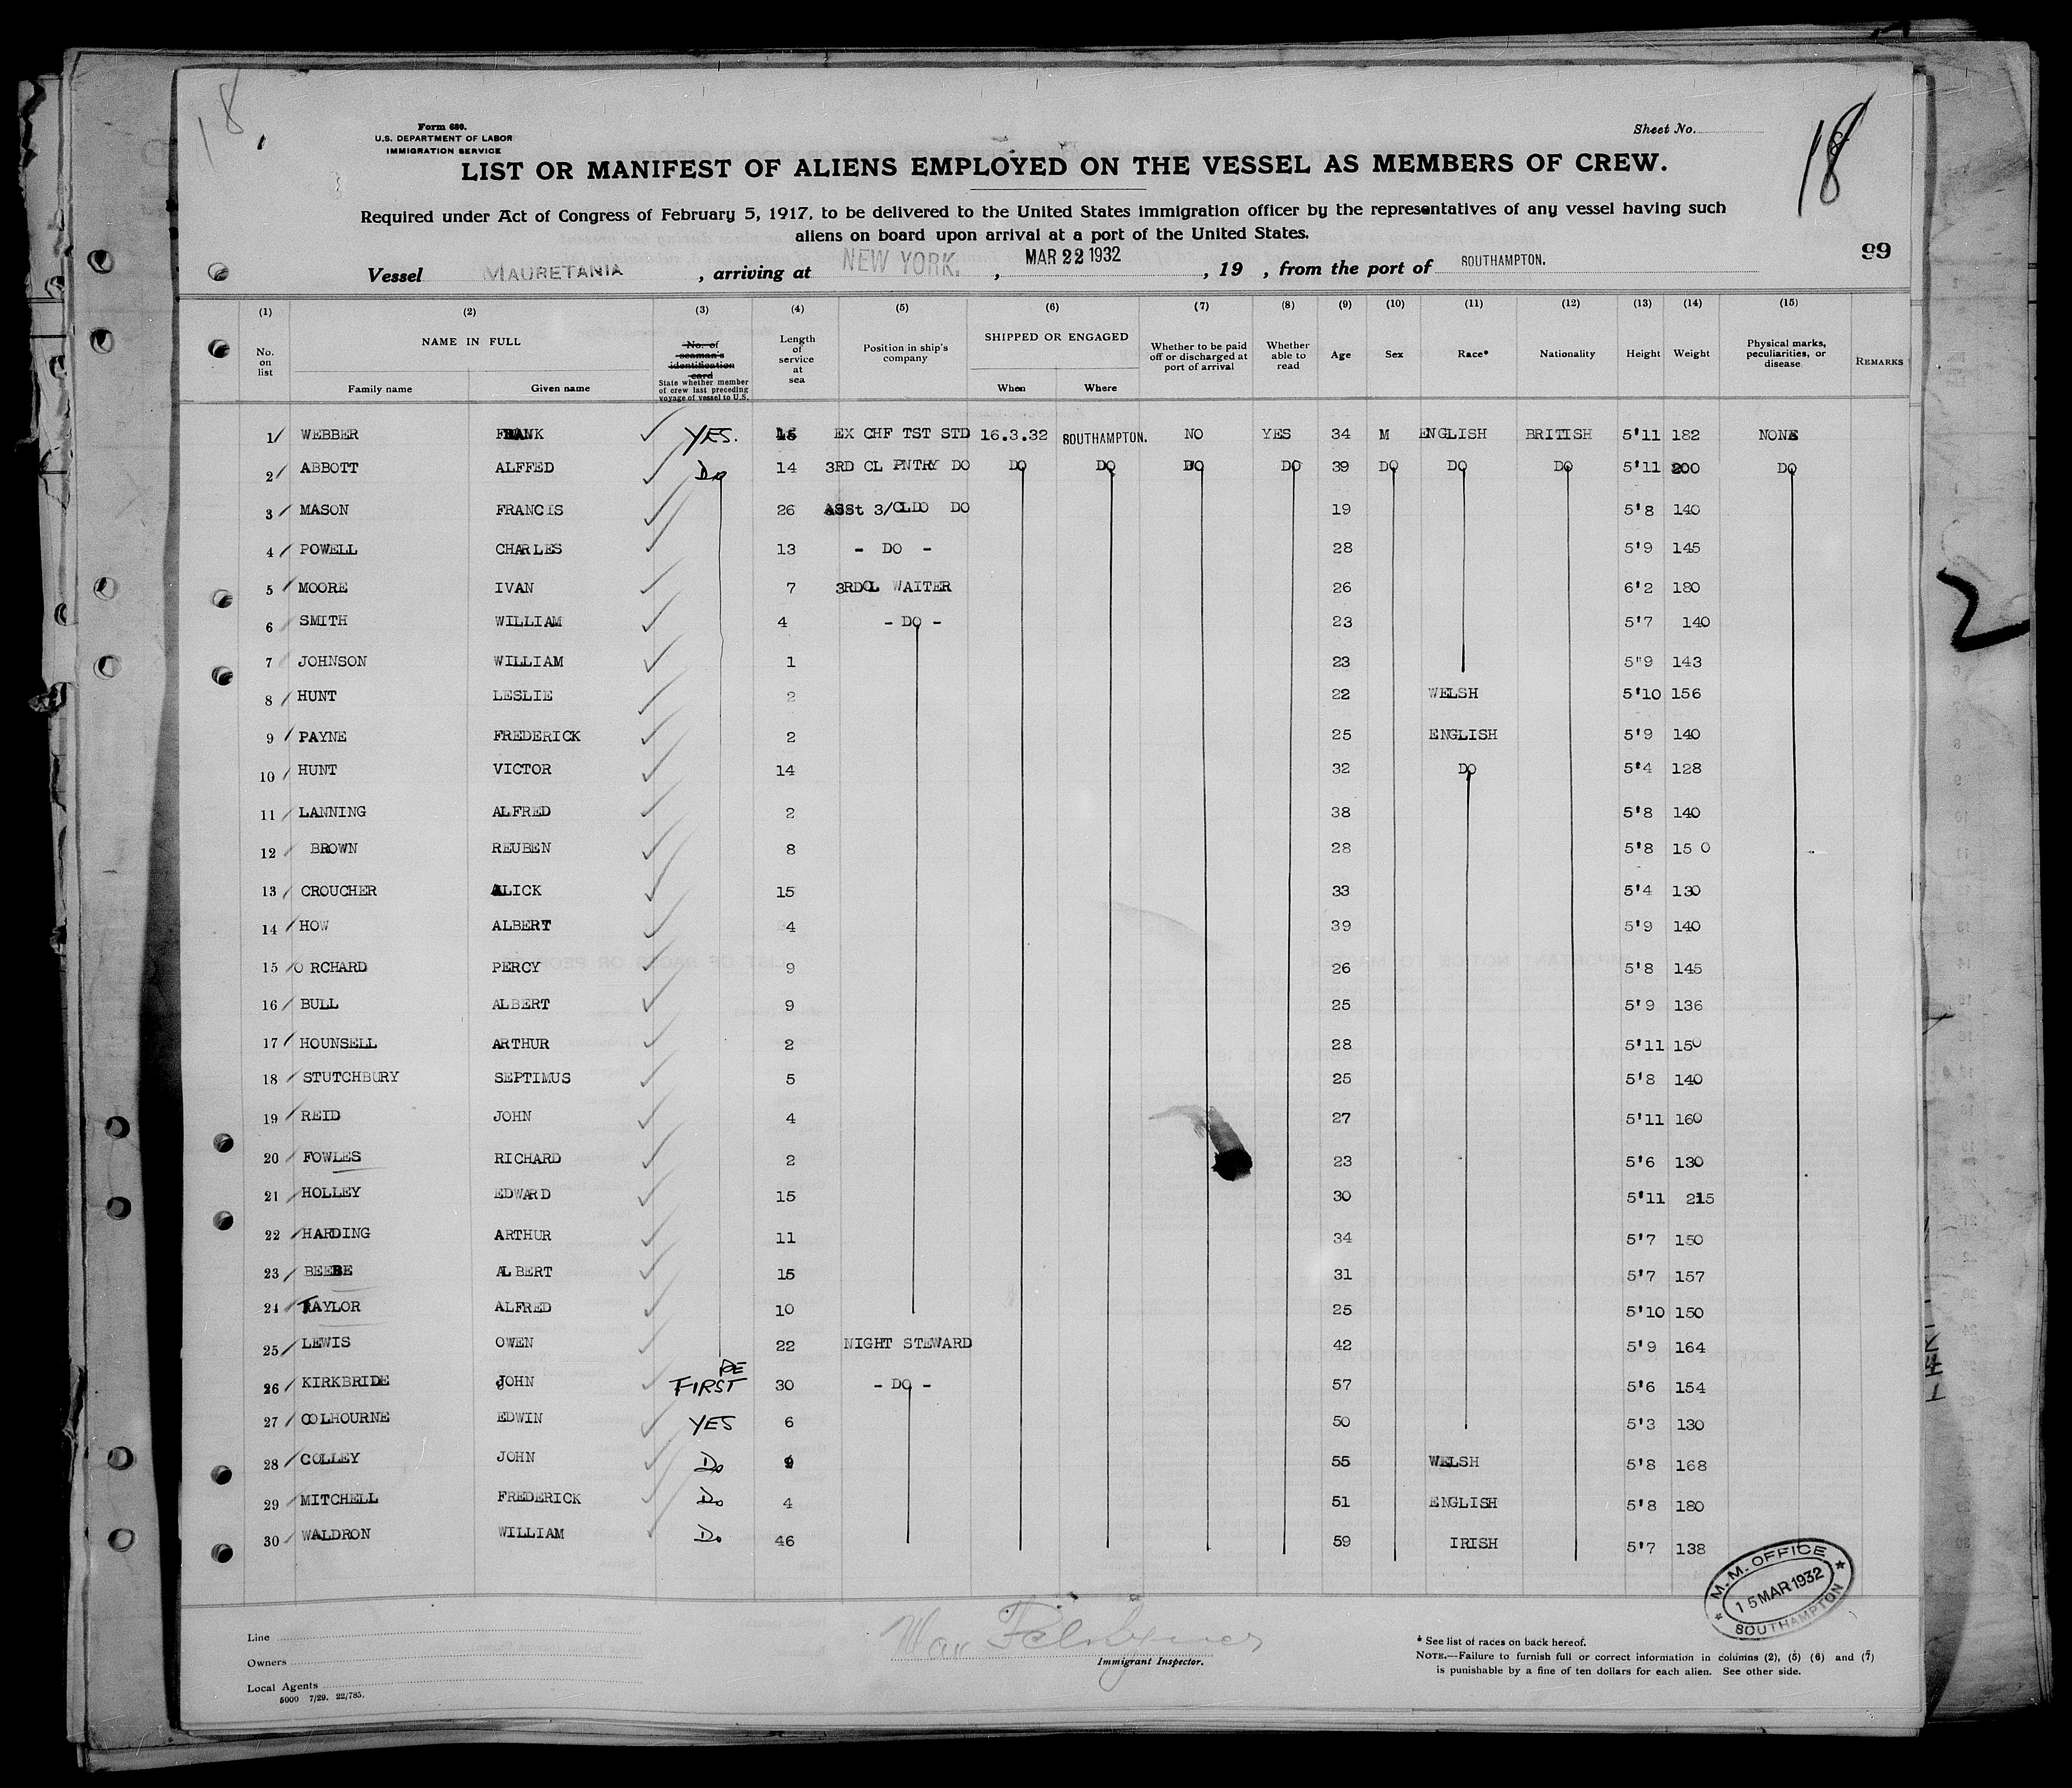 18
18
Form 680.
U.S. DEPARTMENT OF LABOR
IMMIGRATION SERVICE
Sheet No.
LIST OR MANIFEST OF ALIENS EMPLOYED ON THE VESSEL AS MEMBERS OF CREW.
Required under Act of Congress of February 5, 1917, to be delivered to the United States immigration officer by the representatives of any vessel having such
aliens on board upon arrival at a port of the United States.
99
Vessel MAURETANIA, arriving at NEW YORK., MAR 22 1932, 19 , from the port of SOUTHAMPTON.
(1) (2) (3) (4) (5) (6) (7) (8) (9) (10) (11) (12) (13) (14) (15)
No. on list
NAME IN FULL
Family name Given name
No. of seaman's identification card
State whether member of crew last preceding voyage of vessel to U.S.
Length of service at sea
Position in ship's company
SHIPPED OR ENGAGED
When Where
Whether to be paid off or discharged at port of arrival
Whether able to read
Age Sex Race* Nationality Height Weight
Physical marks, peculiarities, or disease
REMARKS
1 WEBBER FRANK YES. 15 EX CHF TST STD 16.3.32 SOUTHAMPTON. NO YES 34 M ENGLISH BRITISH 5'11 182 NONE
2 ABBOTT ALFFED Do 14 3RD CL PNTRY DO DO DO DO DO 39 DO DO DO 5'11 200 DO
3 MASON FRANCIS 26 ASSt 3/CLDO DO 19 5'8 140
4 POWELL CHARLES 13 - DO - 28 5'9 145
5 MOORE IVAN 7 3RDCL WAITER 26 6'2 180
6 SMITH WILLIAM 4 - DO - 23 5'7 140
7 JOHNSON WILLIAM 1 23 5"9 143
8 HUNT LESLIE 2 22 WELSH 5'10 156
9 PAYNE FREDERICK 2 25 ENGLISH 5'9 140
10 HUNT VICTOR 14 32 DO 5'4 128
11 LANNING ALFRED 2 38 5'8 140
12 BROWN REUBEN 8 28 5'8 15 0
13 CROUCHER ALICK 15 33 5'4 130
14 HOW ALBERT 4 39 5'9 140
15 O RCHARD PERCY 9 26 5'8 145
16 BULL ALBERT 9 25 5'9 136
17 HOUNSELL ARTHUR 2 28 5'11 150
18 STUTCHBURY SEPTIMUS 5 25 5'8 140
19 REID JOHN 4 27 5'11 160
20 FOWLES RICHARD 2 23 5'6 130
21 HOLLEY EDWARD 15 30 5'11 215
22 HARDING ARTHUR 11 34 5'7 150
23 BEEBE ALBERT 15 31 5'7 157
24 TAYLOR ALFRED 10 25 5'10 150
25 LEWIS OWEN 22 NIGHT STEWARD 42 5'9 164
26 KIRKBRIDE JOHN RE FIRST 30 - DO - 57 5'6 154
27 COLHOURNE EDWIN YES 6 50 5'3 130
28 COLLEY JOHN Do 9 55 WELSH 5'8 168
29 MITCHELL FREDERICK Do 4 51 ENGLISH 5'8 180
30 WALDRON WILLIAM Do 46 59 IRISH 5'7 138
M. M. OFFICE
15 MAR 1932
SOUTHAMPTON
Line
Owners
Local Agents
5000 7/29. 22/785.
Immigrant Inspector.
* See list of races on back hereof.
NOTE.—Failure to furnish full or correct information in columns (2), (5) (6) and (7)
is punishable by a fine of ten dollars for each alien. See other side.
2